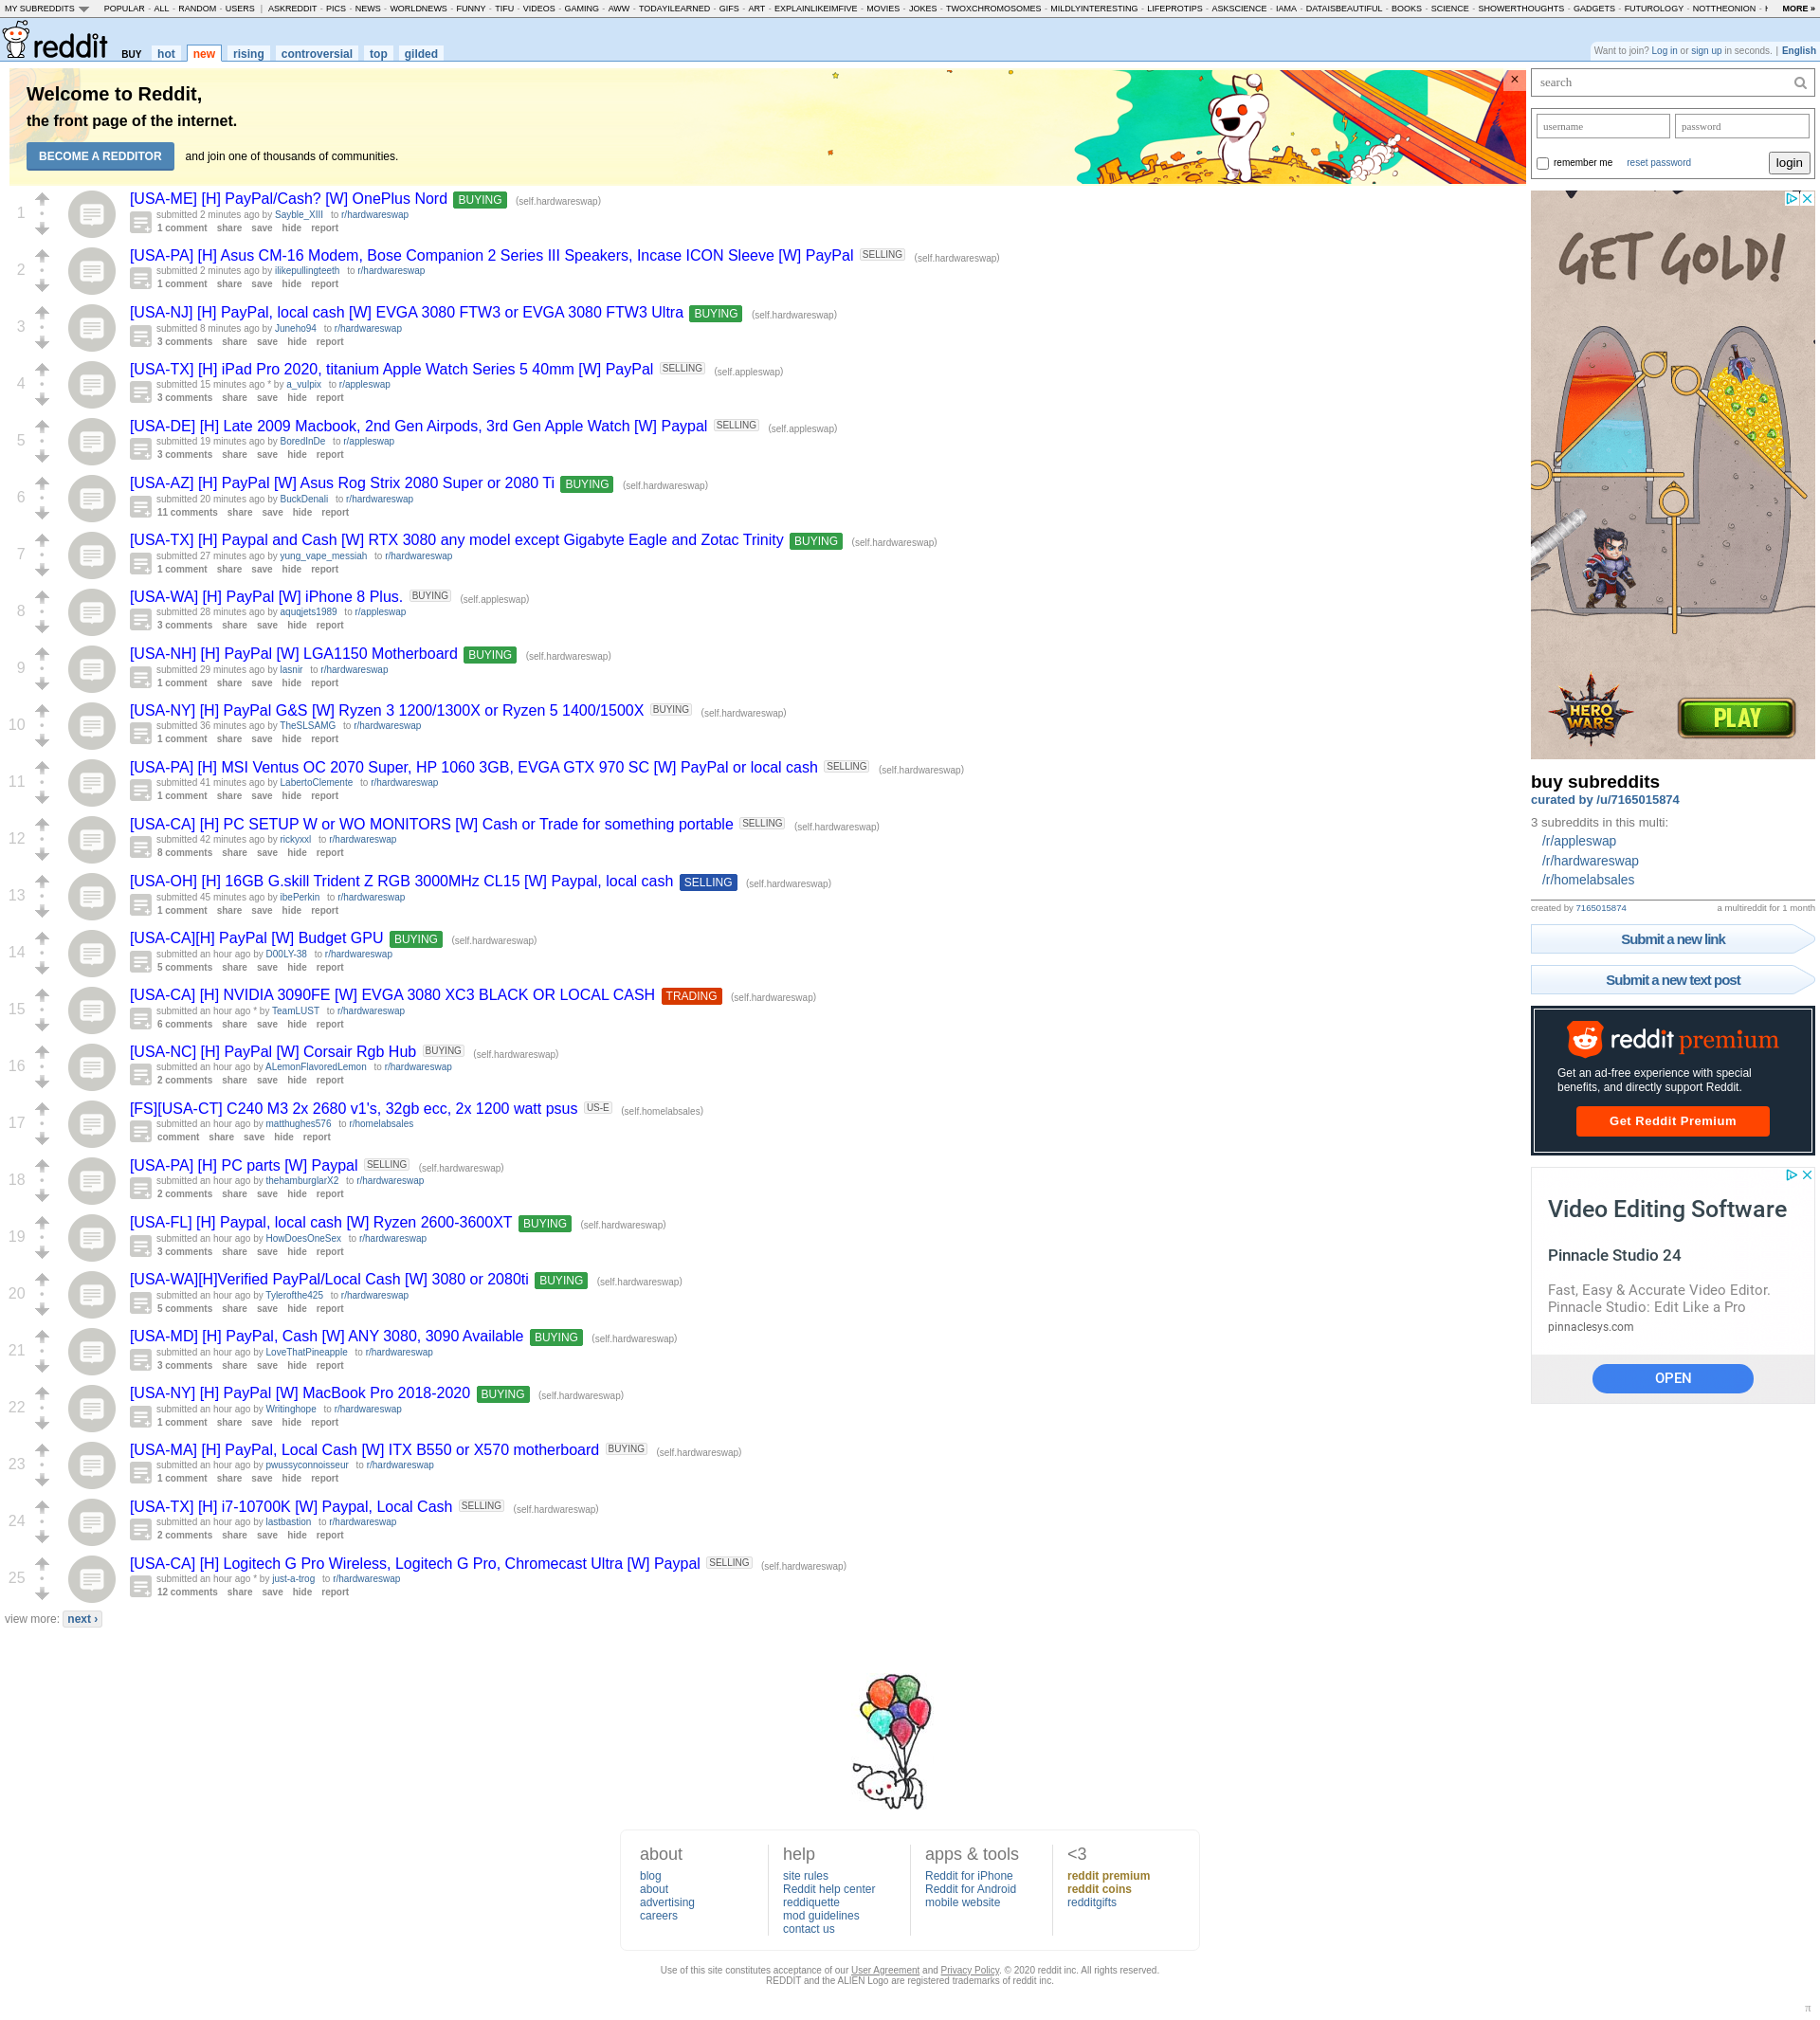 MY SUBREDDITS POPULAR - ALL - RANDOM - USERS | ASKREDDIT - PICS - NEWS - WORLDNEWS - FUNNY - TIFU - VIDEOS - GAMING - AWW - TODAYILEARNED - GIFS - ART - EXPLAINLIKEIMFIVE - MOVIES - JOKES - TWOXCHROMOSOMES - MILDLYINTERESTING - LIFEPROTIPS - ASKSCIENCE - IAMA - DATAISBEAUTIFUL - BOOKS - SCIENCE - SHOWERTHOUGHTS - GADGETS - FUTUROLOGY - NOTTHEONION - MORE »
reddit BUY hot new rising controversial top gilded
Want to join? Log in or sign up in seconds. | English
Welcome to Reddit,
the front page of the internet.
BECOME A REDDITOR and join one of thousands of communities.
×
1
[USA-ME] [H] PayPal/Cash? [W] OnePlus Nord BUYING (self.hardwareswap)
submitted 2 minutes ago by Sayble_XIII to r/hardwareswap
1 comment share save hide report
2
[USA-PA] [H] Asus CM-16 Modem, Bose Companion 2 Series III Speakers, Incase ICON Sleeve [W] PayPal SELLING (self.hardwareswap)
submitted 2 minutes ago by ilikepullingteeth to r/hardwareswap
1 comment share save hide report
3
[USA-NJ] [H] PayPal, local cash [W] EVGA 3080 FTW3 or EVGA 3080 FTW3 Ultra BUYING (self.hardwareswap)
submitted 8 minutes ago by Juneho94 to r/hardwareswap
3 comments share save hide report
4
[USA-TX] [H] iPad Pro 2020, titanium Apple Watch Series 5 40mm [W] PayPal SELLING (self.appleswap)
submitted 15 minutes ago * by a_vulpix to r/appleswap
3 comments share save hide report
5
[USA-DE] [H] Late 2009 Macbook, 2nd Gen Airpods, 3rd Gen Apple Watch [W] Paypal SELLING (self.appleswap)
submitted 19 minutes ago by BoredInDe to r/appleswap
3 comments share save hide report
6
[USA-AZ] [H] PayPal [W] Asus Rog Strix 2080 Super or 2080 Ti BUYING (self.hardwareswap)
submitted 20 minutes ago by BuckDenali to r/hardwareswap
11 comments share save hide report
7
[USA-TX] [H] Paypal and Cash [W] RTX 3080 any model except Gigabyte Eagle and Zotac Trinity BUYING (self.hardwareswap)
submitted 27 minutes ago by yung_vape_messiah to r/hardwareswap
1 comment share save hide report
8
[USA-WA] [H] PayPal [W] iPhone 8 Plus. BUYING (self.appleswap)
submitted 28 minutes ago by aquqjets1989 to r/appleswap
3 comments share save hide report
9
[USA-NH] [H] PayPal [W] LGA1150 Motherboard BUYING (self.hardwareswap)
submitted 29 minutes ago by lasnir to r/hardwareswap
1 comment share save hide report
10
[USA-NY] [H] PayPal G&S [W] Ryzen 3 1200/1300X or Ryzen 5 1400/1500X BUYING (self.hardwareswap)
submitted 36 minutes ago by TheSLSAMG to r/hardwareswap
1 comment share save hide report
11
[USA-PA] [H] MSI Ventus OC 2070 Super, HP 1060 3GB, EVGA GTX 970 SC [W] PayPal or local cash SELLING (self.hardwareswap)
submitted 41 minutes ago by LabertoClemente to r/hardwareswap
1 comment share save hide report
12
[USA-CA] [H] PC SETUP W or WO MONITORS [W] Cash or Trade for something portable SELLING (self.hardwareswap)
submitted 42 minutes ago by rickyxxl to r/hardwareswap
8 comments share save hide report
13
[USA-OH] [H] 16GB G.skill Trident Z RGB 3000MHz CL15 [W] Paypal, local cash SELLING (self.hardwareswap)
submitted 45 minutes ago by ibePerkin to r/hardwareswap
1 comment share save hide report
14
[USA-CA][H] PayPal [W] Budget GPU BUYING (self.hardwareswap)
submitted an hour ago by D00LY-38 to r/hardwareswap
5 comments share save hide report
15
[USA-CA] [H] NVIDIA 3090FE [W] EVGA 3080 XC3 BLACK OR LOCAL CASH TRADING (self.hardwareswap)
submitted an hour ago * by TeamLUST to r/hardwareswap
6 comments share save hide report
16
[USA-NC] [H] PayPal [W] Corsair Rgb Hub BUYING (self.hardwareswap)
submitted an hour ago by ALemonFlavoredLemon to r/hardwareswap
2 comments share save hide report
17
[FS][USA-CT] C240 M3 2x 2680 v1's, 32gb ecc, 2x 1200 watt psus US-E (self.homelabsales)
submitted an hour ago by matthughes576 to r/homelabsales
comment share save hide report
18
[USA-PA] [H] PC parts [W] Paypal SELLING (self.hardwareswap)
submitted an hour ago by thehamburglarX2 to r/hardwareswap
2 comments share save hide report
19
[USA-FL] [H] Paypal, local cash [W] Ryzen 2600-3600XT BUYING (self.hardwareswap)
submitted an hour ago by HowDoesOneSex to r/hardwareswap
3 comments share save hide report
20
[USA-WA][H]Verified PayPal/Local Cash [W] 3080 or 2080ti BUYING (self.hardwareswap)
submitted an hour ago by Tylerofthe425 to r/hardwareswap
5 comments share save hide report
21
[USA-MD] [H] PayPal, Cash [W] ANY 3080, 3090 Available BUYING (self.hardwareswap)
submitted an hour ago by LoveThatPineapple to r/hardwareswap
3 comments share save hide report
22
[USA-NY] [H] PayPal [W] MacBook Pro 2018-2020 BUYING (self.hardwareswap)
submitted an hour ago by Writinghope to r/hardwareswap
1 comment share save hide report
23
[USA-MA] [H] PayPal, Local Cash [W] ITX B550 or X570 motherboard BUYING (self.hardwareswap)
submitted an hour ago by pwussyconnoisseur to r/hardwareswap
1 comment share save hide report
24
[USA-TX] [H] i7-10700K [W] Paypal, Local Cash SELLING (self.hardwareswap)
submitted an hour ago by lastbastion to r/hardwareswap
2 comments share save hide report
25
[USA-CA] [H] Logitech G Pro Wireless, Logitech G Pro, Chromecast Ultra [W] Paypal SELLING (self.hardwareswap)
submitted an hour ago * by just-a-trog to r/hardwareswap
12 comments share save hide report
view more: next ›
search
username password
remember me reset password login
GET GOLD!
HERO WARS
PLAY
buy subreddits
curated by /u/7165015874
3 subreddits in this multi:
/r/appleswap
/r/hardwareswap
/r/homelabsales
created by 7165015874 a multireddit for 1 month
Submit a new link
Submit a new text post
reddit premium
Get an ad-free experience with special
benefits, and directly support Reddit.
Get Reddit Premium
Video Editing Software
Pinnacle Studio 24
Fast, Easy & Accurate Video Editor.
Pinnacle Studio: Edit Like a Pro
pinnaclesys.com
OPEN
about
blog
about
advertising
careers
help
site rules
Reddit help center
reddiquette
mod guidelines
contact us
apps & tools
Reddit for iPhone
Reddit for Android
mobile website
<3
reddit premium
reddit coins
redditgifts
Use of this site constitutes acceptance of our User Agreement and Privacy Policy. © 2020 reddit inc. All rights reserved.
REDDIT and the ALIEN Logo are registered trademarks of reddit inc.
π